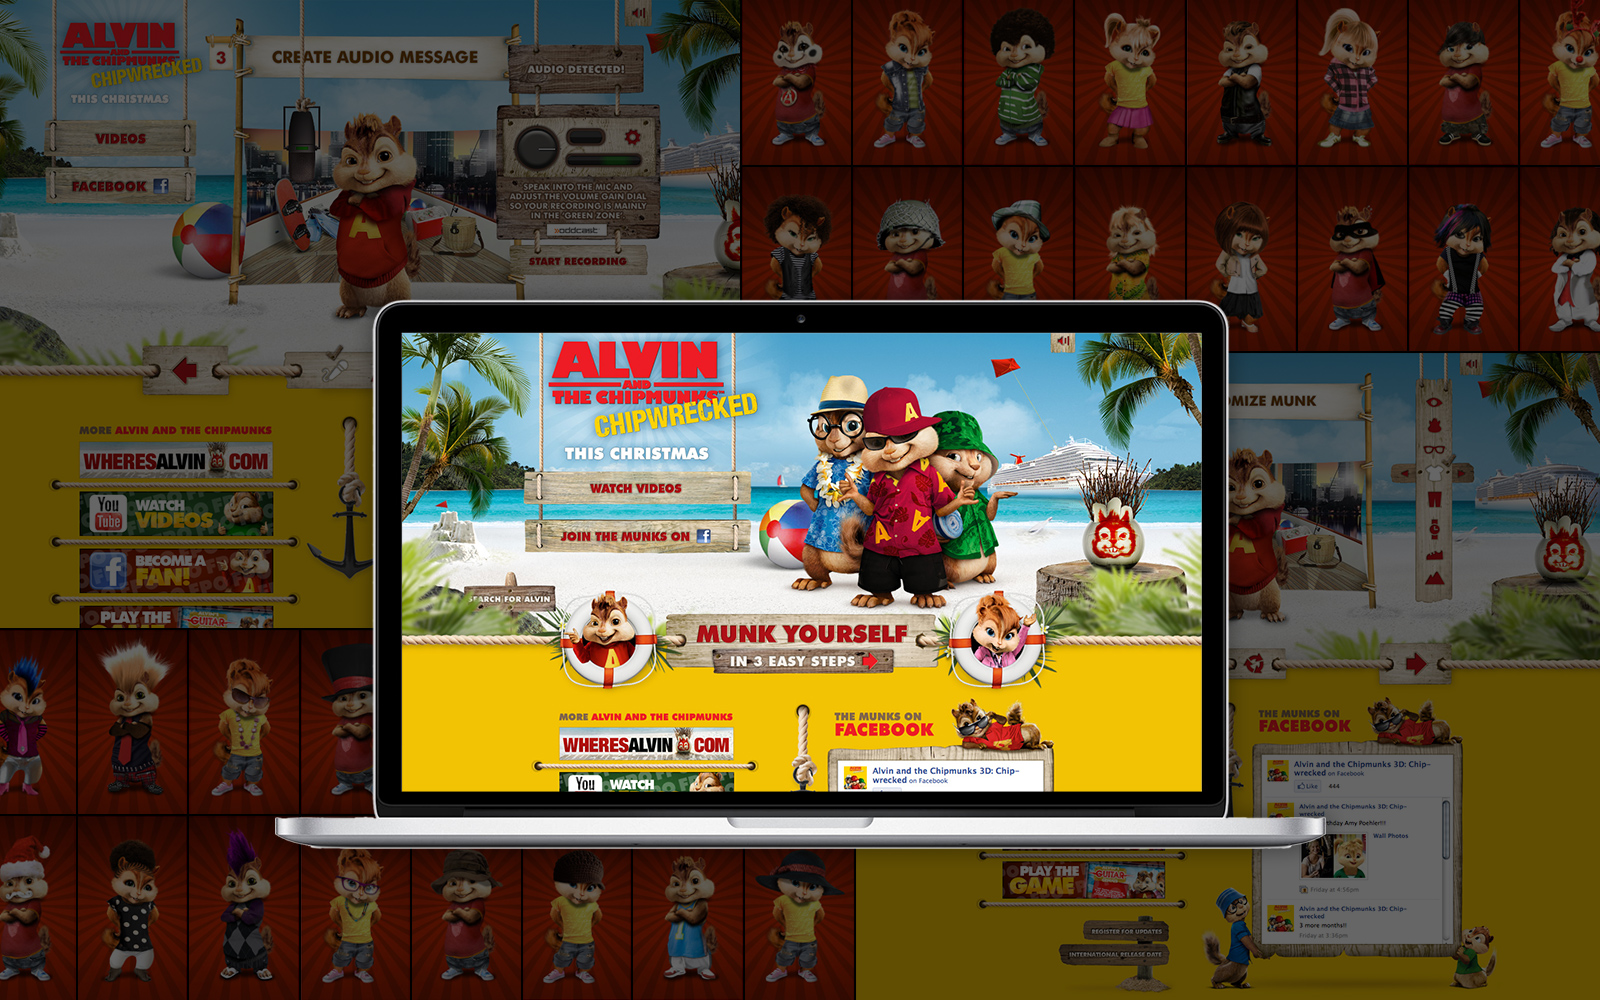 ALVIN
AND
THE CHIPMUNKS
CHIPWRECKED
THIS CHRISTMAS
VIDEOS
FACEBOOK f
3
CREATE AUDIO MESSAGE
AUDIO DETECTED!
SPEAK INTO THE MIC AND
ADJUST THE VOLUME GAIN DIAL
SO YOUR RECORDING IS MAINLY
IN THE 'GREEN ZONE'.
oddcast
START RECORDING
A
MORE ALVIN AND THE CHIPMUNKS
WHERESALVIN COM
You Tube
WATCH
VIDEOS
f
BECOME A
FAN!
PLAY THE
GAME
GUITAR
ALVIN
AND
THE CHIPMUNKS
CHIPWRECKED
THIS CHRISTMAS
WATCH VIDEOS
JOIN THE MUNKS ON f
SEARCH FOR ALVIN
MUNK YOURSELF
IN 3 EASY STEPS
MORE ALVIN AND THE CHIPMUNKS
WHERESALVIN COM
You
WATCH
THE MUNKS ON
FACEBOOK
Alvin and the Chipmunks 3D: Chip-
wrecked on Facebook
OMIZE MUNK
THE MUNKS ON
FACEBOOK
Alvin and the Chipmunks 3D: Chip-
wrecked on Facebook
Like 444
Alvin and the Chipmunks 3D: Chip-
wrecked
thday Amy Poehler!!!
Wall Photos
Friday at 4:56pm
Alvin and the Chipmunks 3D: Chip-
wrecked
3 more months!!
Friday at 3:36pm
PLAY THE
GAME
GUITAR
REGISTER FOR UPDATES
INTERNATIONAL RELEASE DATE